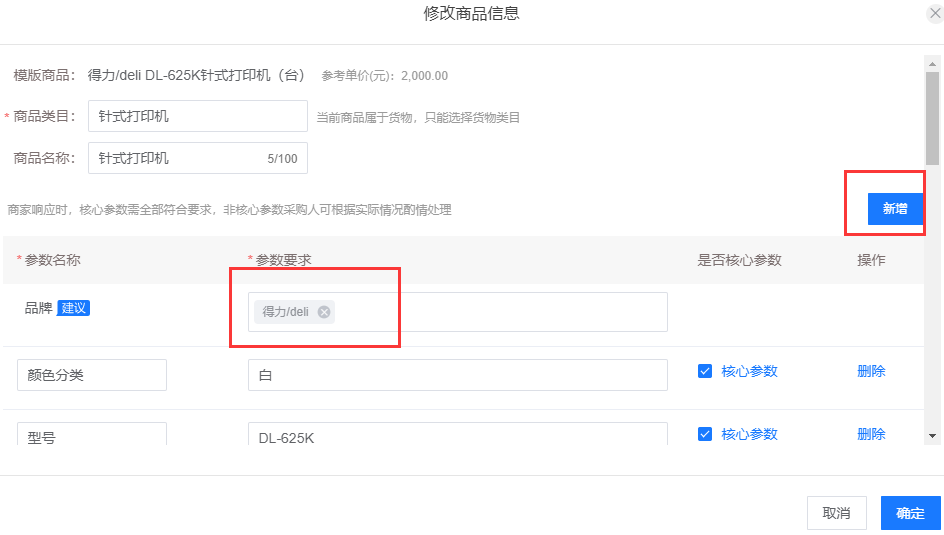 修改商品信息
模版商品： 得力/deli DL-625K针式打印机（台） 参考单价(元)：2,000.00
* 商品类目： 针式打印机 当前商品属于货物，只能选择货物类目
商品名称： 针式打印机 5/100
商家响应时，核心参数需全部符合要求，非核心参数采购人可根据实际情况酌情处理 新增
* 参数名称 * 参数要求 是否核心参数 操作
品牌 建议 得力/deli
颜色分类 白 核心参数 删除
型号 DL-625K 核心参数 删除
取消 确定